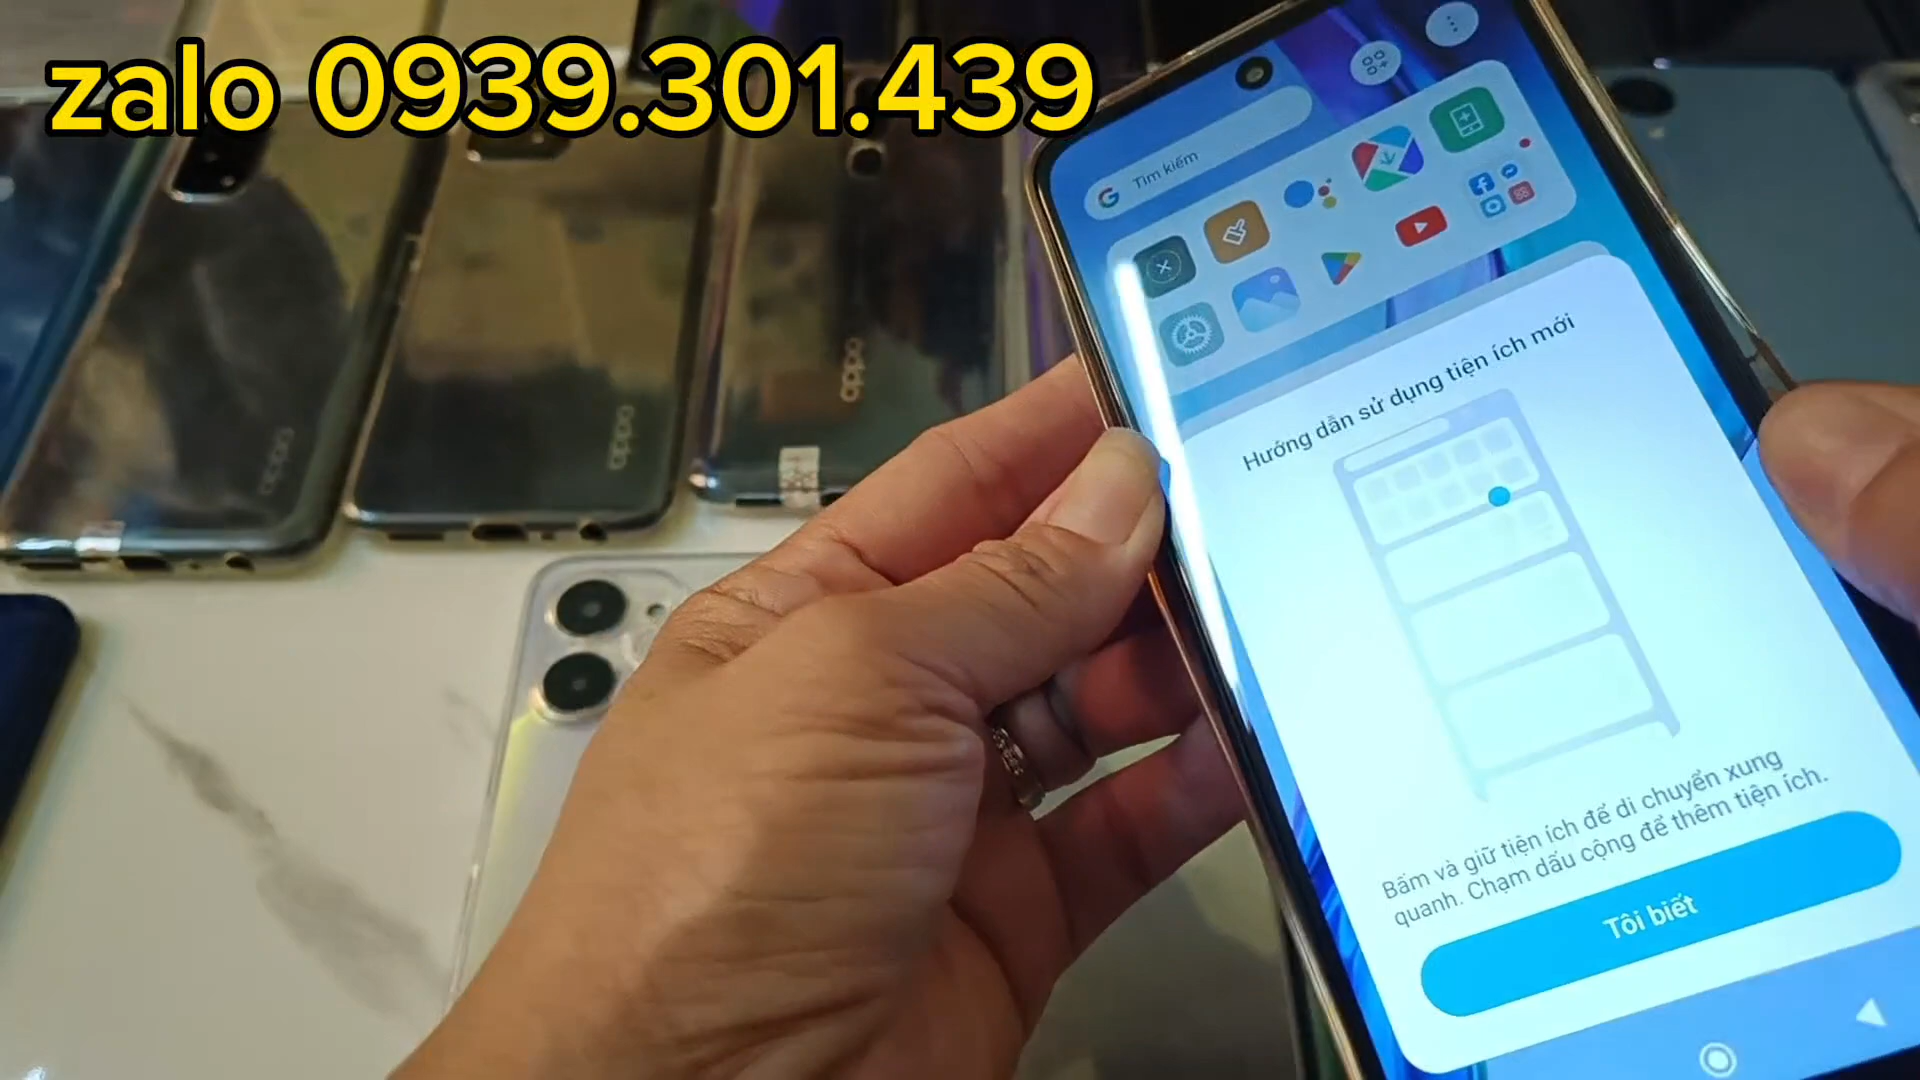 zalo 0939.301.439
Tìm kiếm
Hướng dẫn sử dụng tiện ích mới
Bấm và giữ tiện ích để di chuyển xung
quanh. Chạm dấu cộng để thêm tiện ích.
Tôi biết
oppo
oppo
oppo